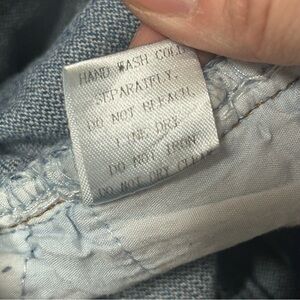 HAND WASH COLD
SEPARATELY.
DO NOT BLEACH.
LINE DRY.
DO NOT IRON
DO NOT DRY CLEAN